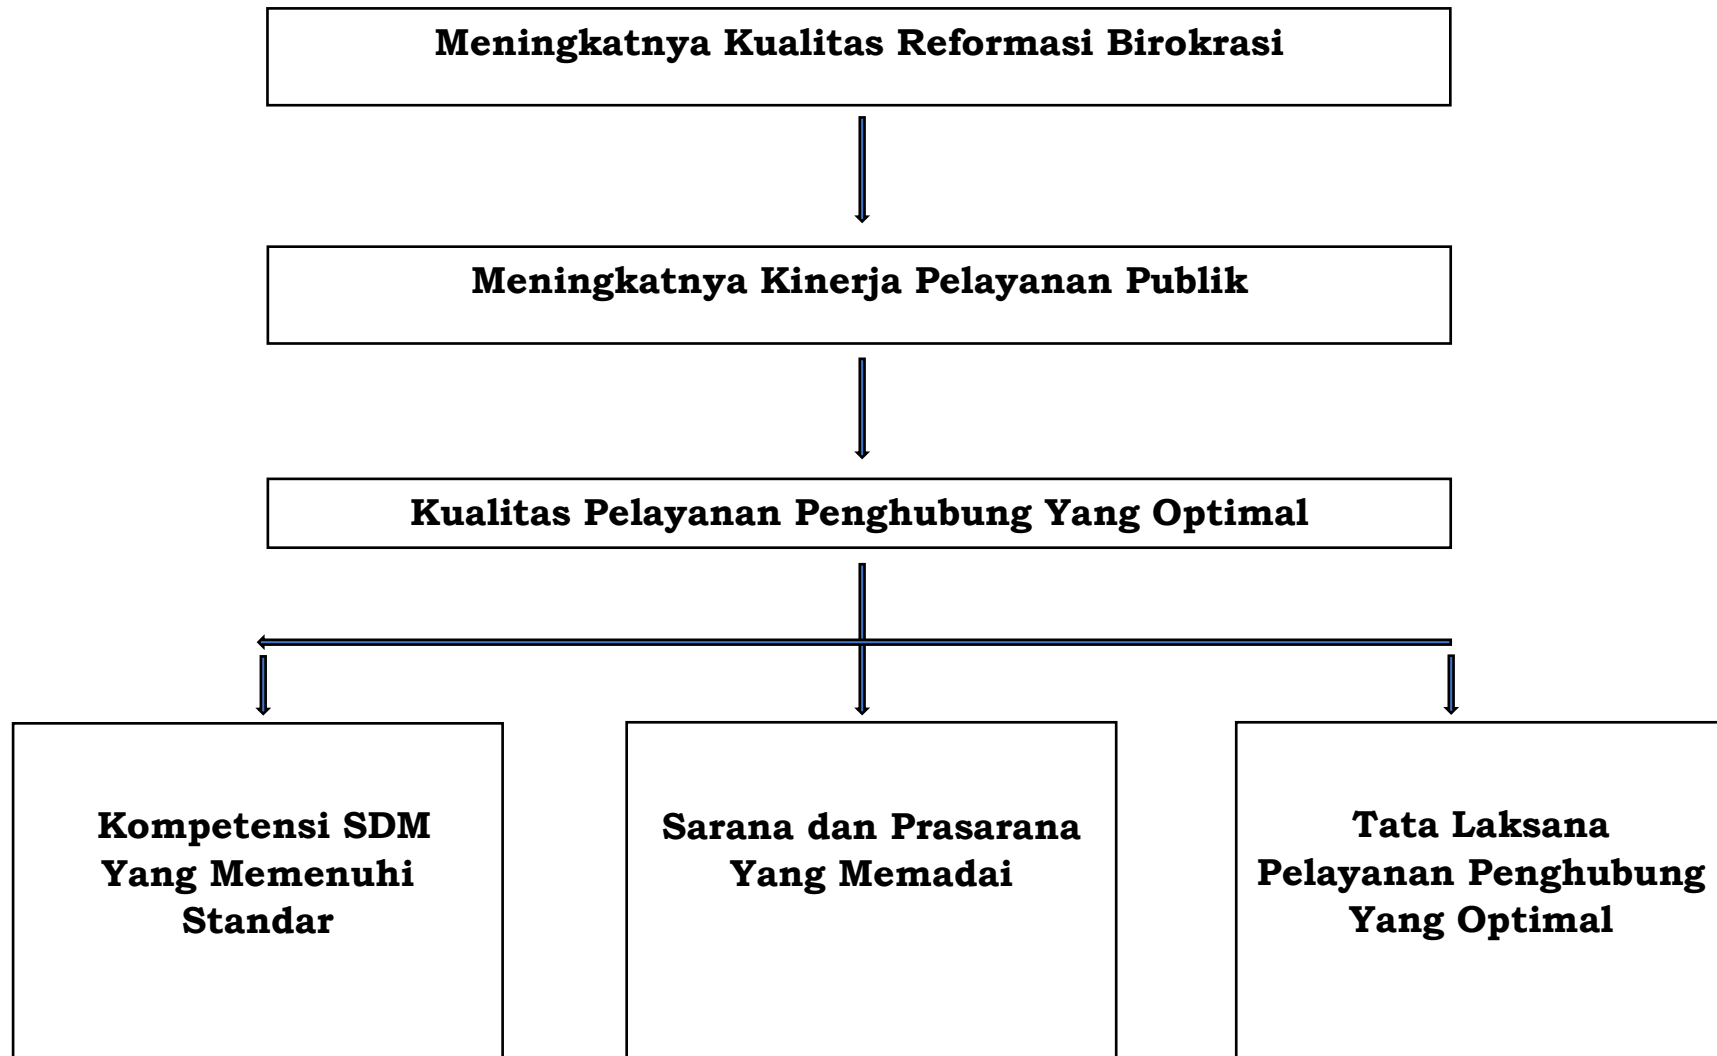 Meningkatnya Kualitas Reformasi Birokrasi
Meningkatnya Kinerja Pelayanan Publik
Kualitas Pelayanan Penghubung Yang Optimal
Kompetensi SDM
Yang Memenuhi
Standar
Sarana dan Prasarana
Yang Memadai
Tata Laksana
Pelayanan Penghubung
Yang Optimal